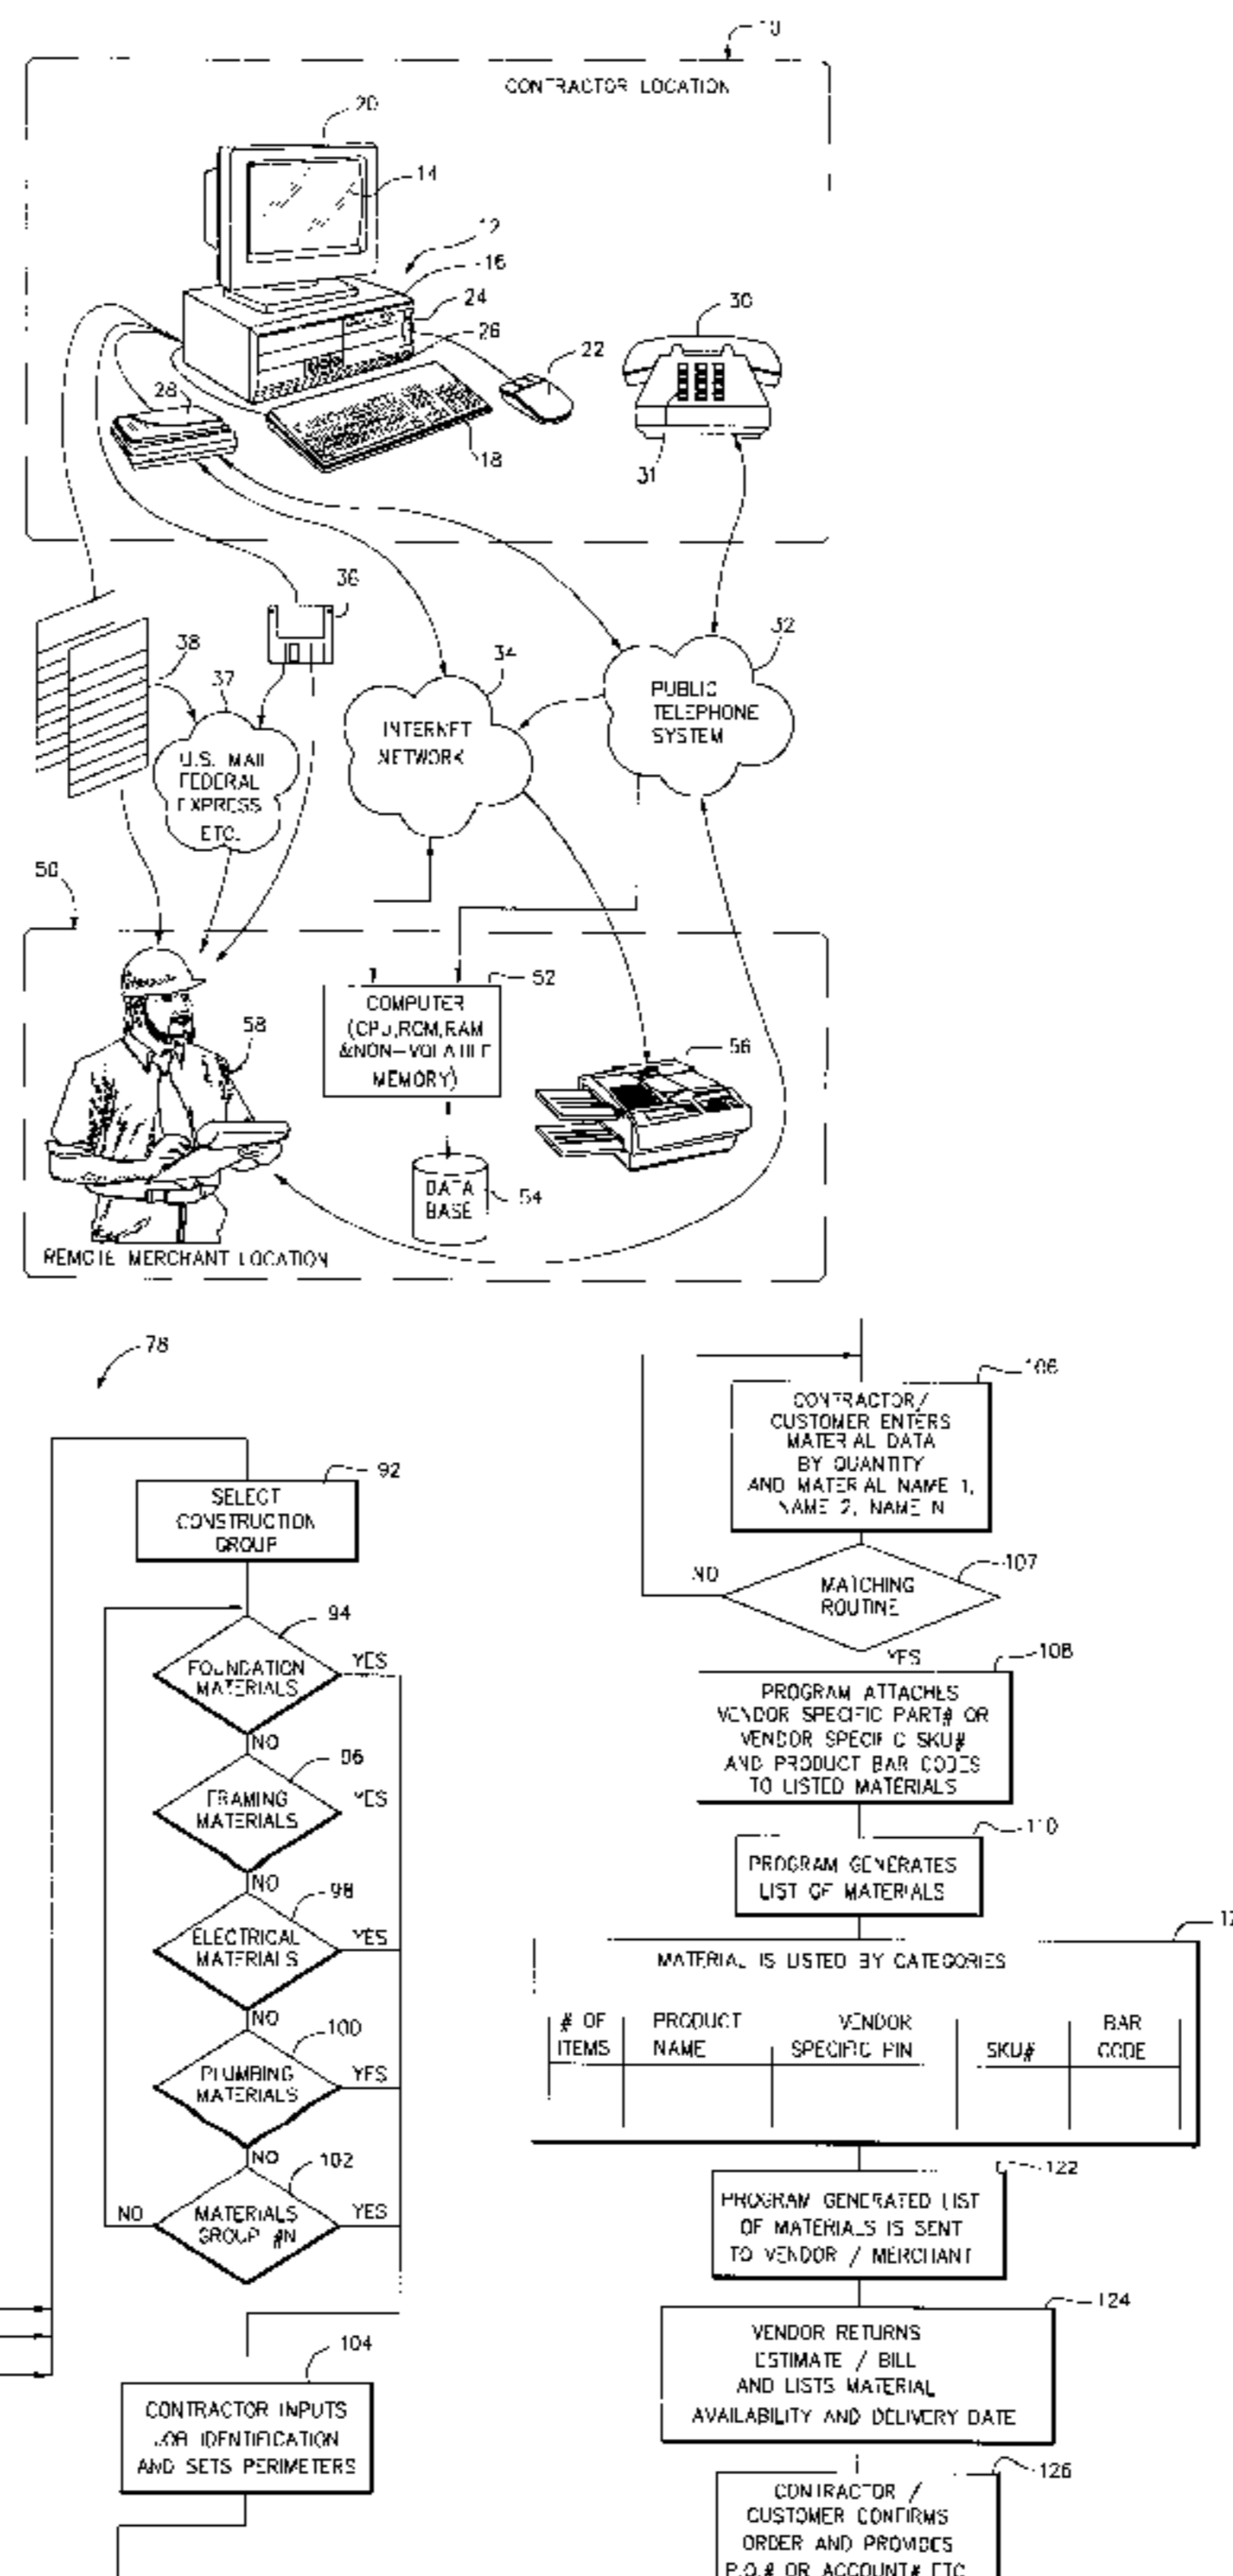 10
CONTRACTOR LOCATION
20
14
12
16
24
26
22
30
28
18
31
36
38
37
34
32
PUBLIC
TELEPHONE
SYSTEM
INTERNET
NETWORK
U.S. MAIL
FEDERAL
EXPRESS
ETC.
50
52
COMPUTER
(CPU,ROM,RAM
&NON-VOLATILE
MEMORY)
58
56
DATA
BASE
54
REMOTE MERCHANT LOCATION
78
92
SELECT
CONSTRUCTION
GROUP
94
FOUNDATION
MATERIALS
YES
NO
96
FRAMING
MATERIALS
YES
NO
98
ELECTRICAL
MATERIALS
YES
NO
100
PLUMBING
MATERIALS
YES
NO
102
NO
MATERIALS
GROUP #N
YES
104
CONTRACTOR INPUTS
JOB IDENTIFICATION
AND SETS PERIMETERS
106
CONTRACTOR/
CUSTOMER ENTERS
MATERIAL DATA
BY QUANTITY
AND MATERIAL NAME 1,
NAME 2, NAME N
107
NO
MATCHING
ROUTINE
YES
108
PROGRAM ATTACHES
VENDOR SPECIFIC PART# OR
VENDOR SPECIFIC SKU#
AND PRODUCT BAR CODES
TO LISTED MATERIALS
110
PROGRAM GENERATES
LIST OF MATERIALS
MATERIAL IS LISTED BY CATEGORIES
# OF ITEMS
PRODUCT NAME
VENDOR SPECIFIC PIN
SKU#
BAR CODE
122
PROGRAM GENERATED LIST
OF MATERIALS IS SENT
TO VENDOR / MERCHANT
124
VENDOR RETURNS
ESTIMATE / BILL
AND LISTS MATERIAL
AVAILABILITY AND DELIVERY DATE
126
CONTRACTOR /
CUSTOMER CONFIRMS
ORDER AND PROVIDES
P.O.# OR ACCOUNT# ETC